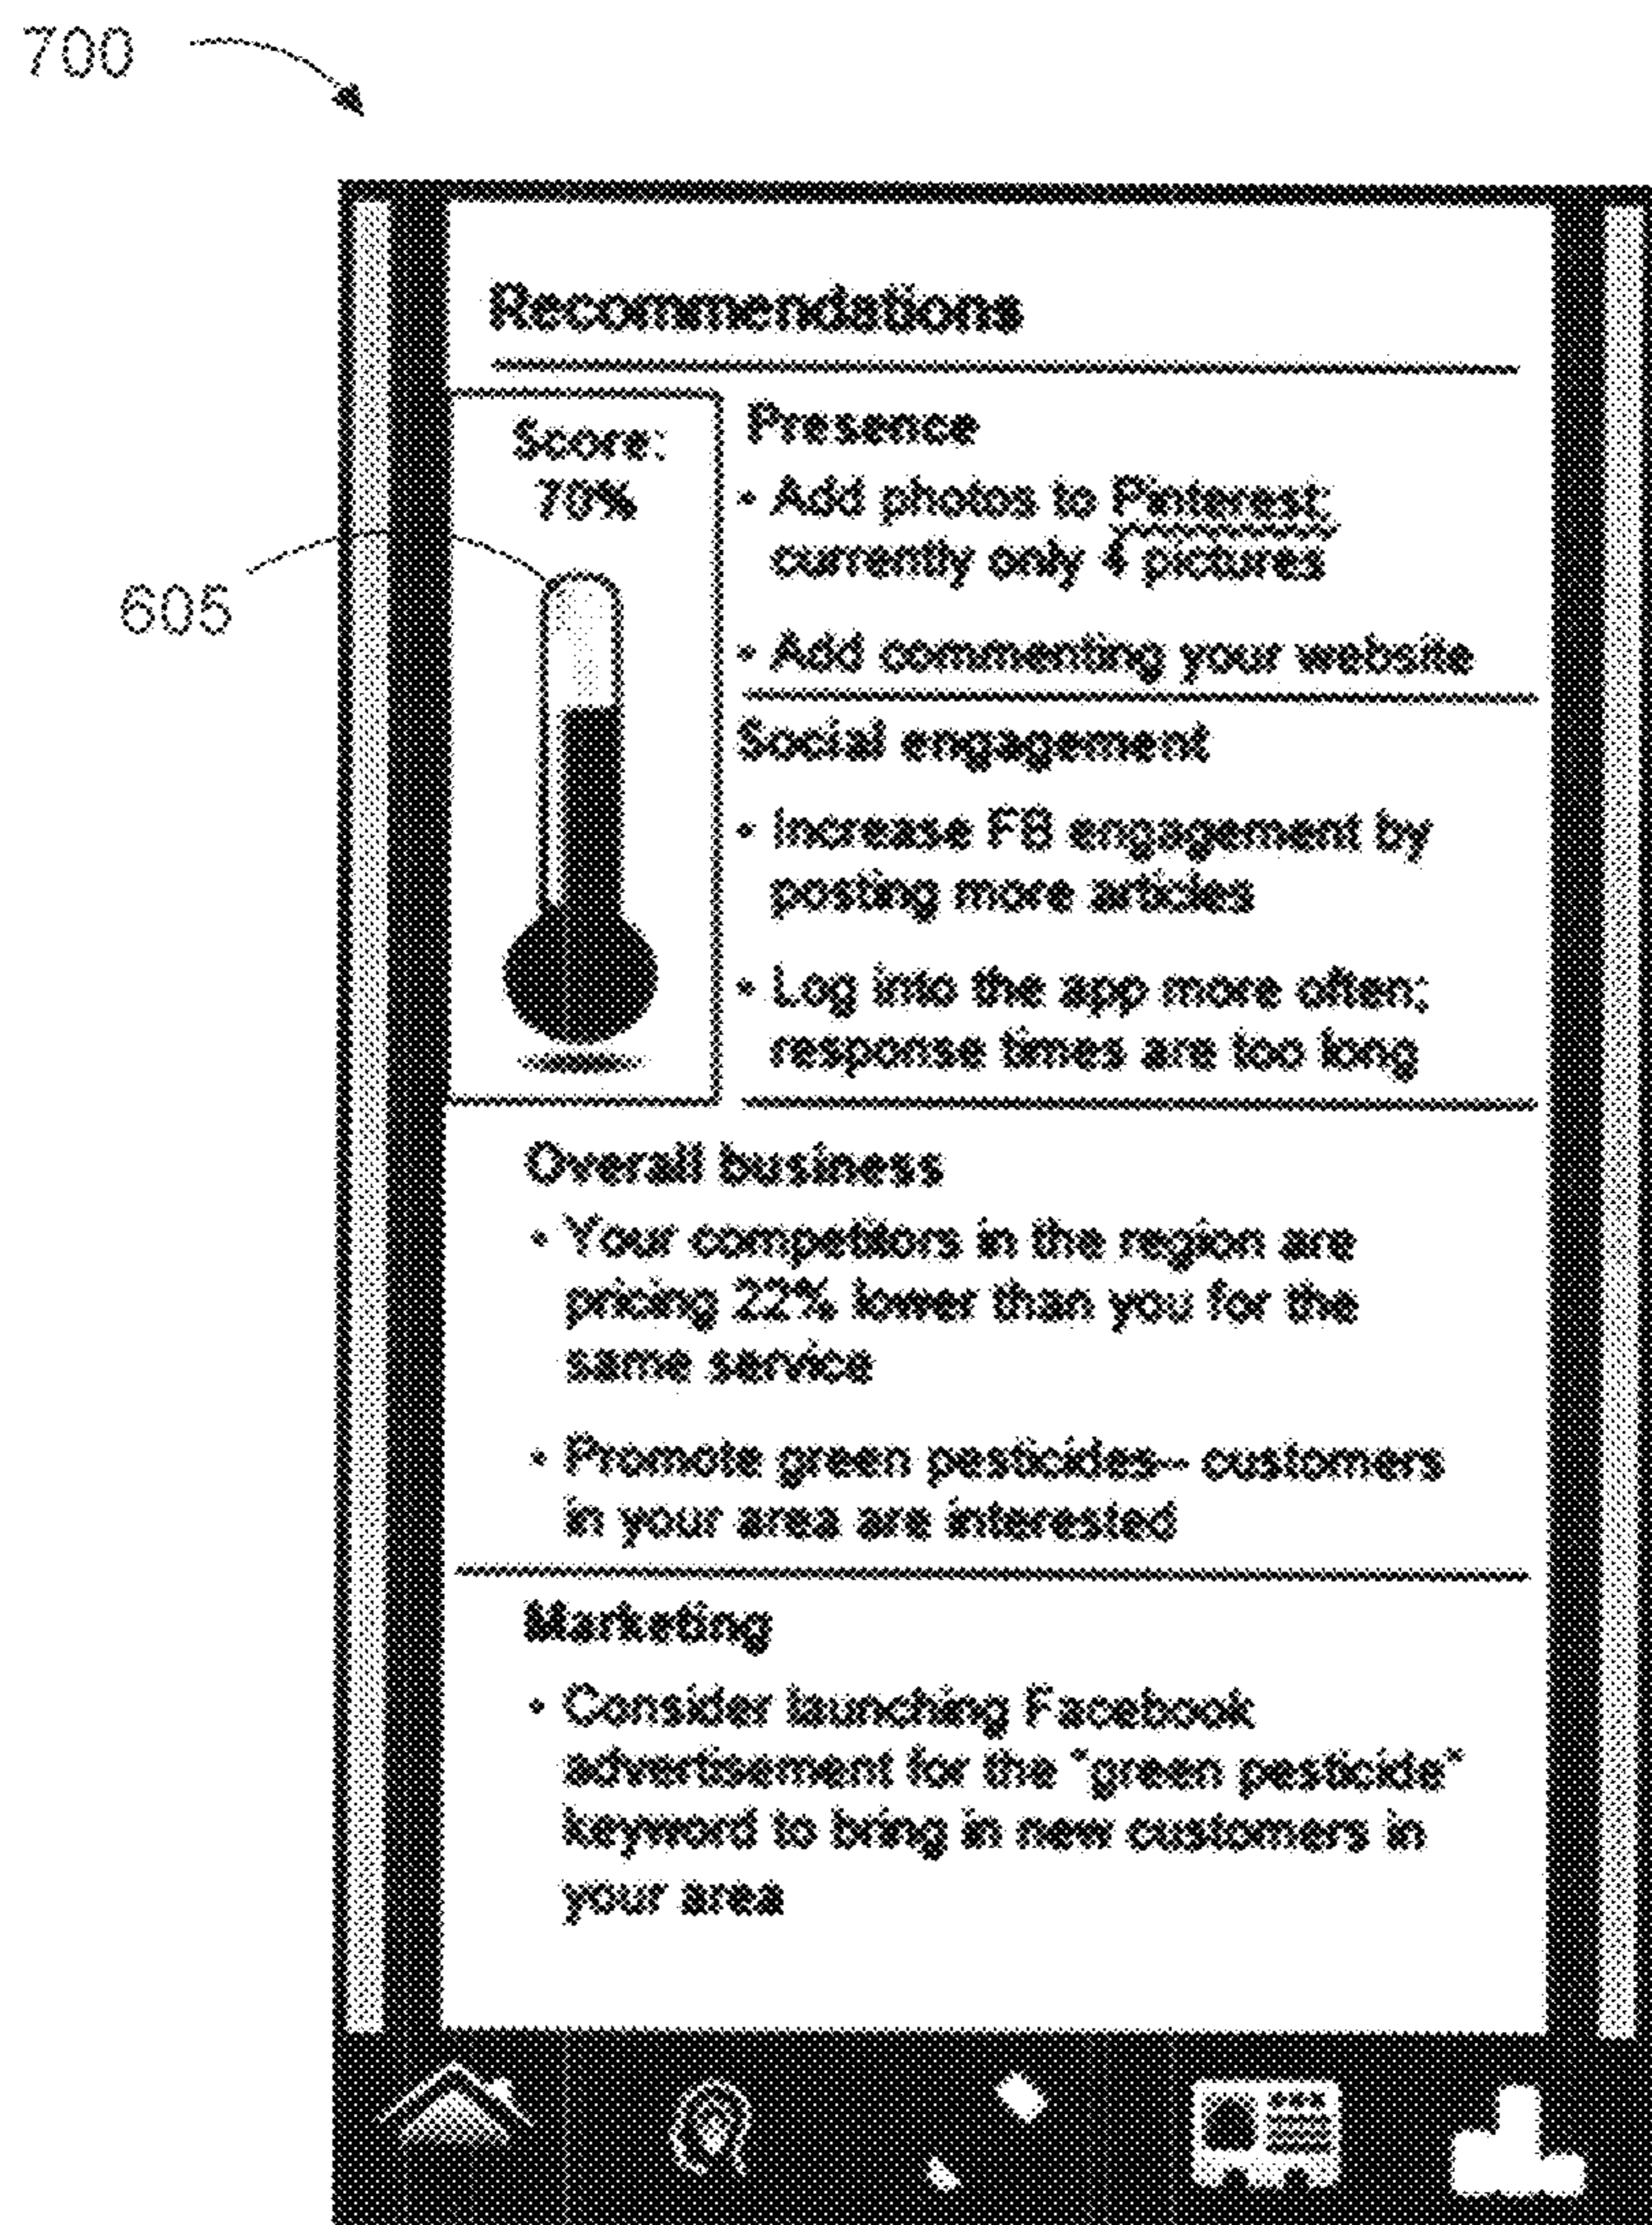 700
Recommendations
Score:
70%
605
Presence
• Add photos to Pinterest;
currently only 4 pictures
• Add commenting your website
Social engagement
• Increase FB engagement by
posting more articles
• Log into the app more often;
response times are too long
Overall business
• Your competitors in the region are
pricing 22% lower than you for the
same service
• Promote green pesticides-- customers
in your area are interested
Marketing
• Consider launching Facebook
advertisement for the "green pesticide"
keyword to bring in new customers in
your area